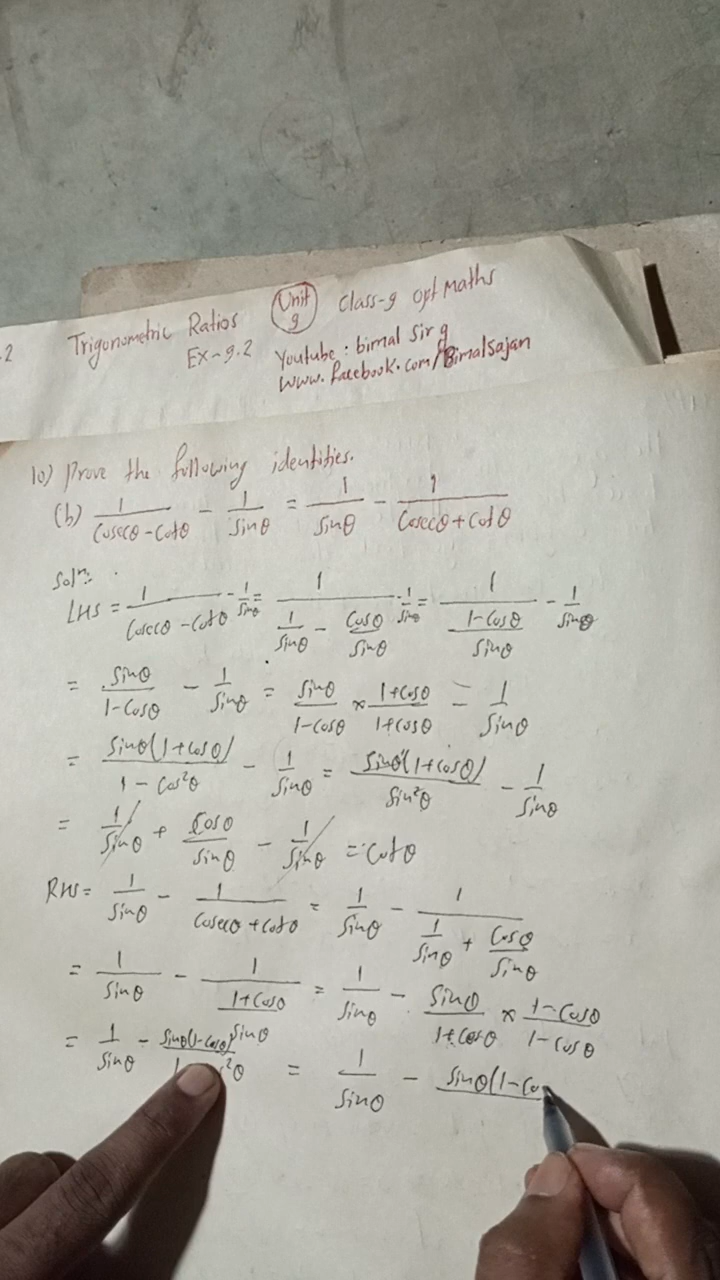 .2 Trigonometric Ratios Unit 9 Class-9 opt Maths
Ex-9.2 Youtube : birmal Sir g
www.facebook.com/Birmalsajan
10) Prove the following identities.
(b) 1/(Cosecθ - Cotθ) - 1/Sinθ = 1/Sinθ - 1/(Cosecθ + Cotθ)
Solⁿ:
LHS = 1/(Cosecθ - Cotθ) - 1/Sinθ = 1/(1/Sinθ - Cosθ/Sinθ) - 1/Sinθ = 1/((1-Cosθ)/Sinθ) - 1/Sinθ
= Sinθ/(1-Cosθ) - 1/Sinθ = Sinθ/(1-Cosθ) × (1+Cosθ)/(1+Cosθ) - 1/Sinθ
= Sinθ(1+Cosθ)/(1-Cos²θ) - 1/Sinθ = Sinθ(1+Cosθ)/Sin²θ - 1/Sinθ
= 1/Sinθ + Cosθ/Sinθ - 1/Sinθ = Cotθ
RHS = 1/Sinθ - 1/(Cosecθ + Cotθ) = 1/Sinθ - 1/(1/Sinθ + Cosθ/Sinθ)
= 1/Sinθ - 1/((1+Cosθ)/Sinθ) = 1/Sinθ - Sinθ/(1+Cosθ) × (1-Cosθ)/(1-Cosθ)
= 1/Sinθ - Sinθ(1-Cosθ)/ ²θ = 1/Sinθ - Sinθ(1-Co